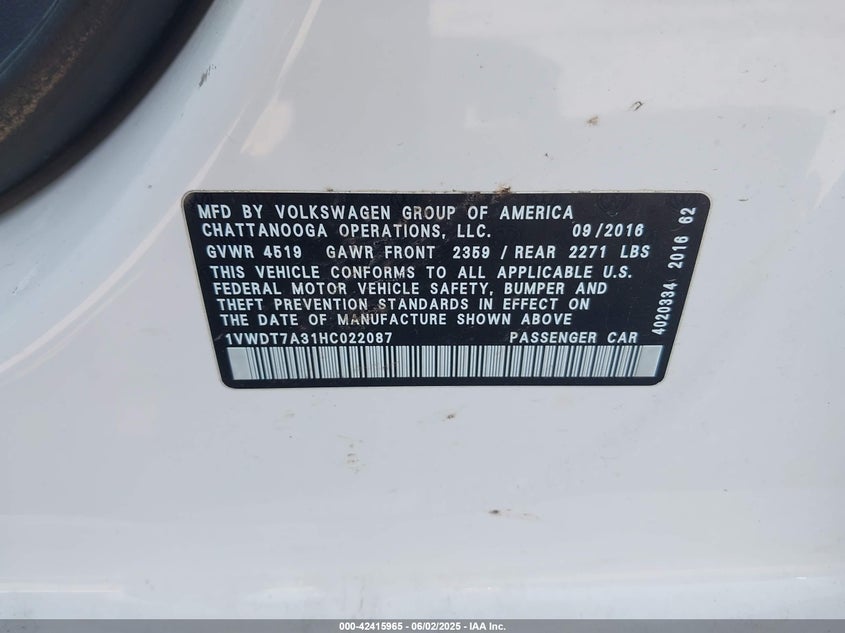 MFD BY VOLKSWAGEN GROUP OF AMERICA
CHATTANOOGA OPERATIONS, LLC. 09/2016
GVWR 4519 GAWR FRONT 2359 / REAR 2271 LBS
THIS VEHICLE CONFORMS TO ALL APPLICABLE U.S.
FEDERAL MOTOR VEHICLE SAFETY, BUMPER AND
THEFT PREVENTION STANDARDS IN EFFECT ON
THE DATE OF MANUFACTURE SHOWN ABOVE
1VWDT7A31HC022087 PASSENGER CAR
4020334 2016 62
000-42415965 - 06/02/2025 - IAA Inc.